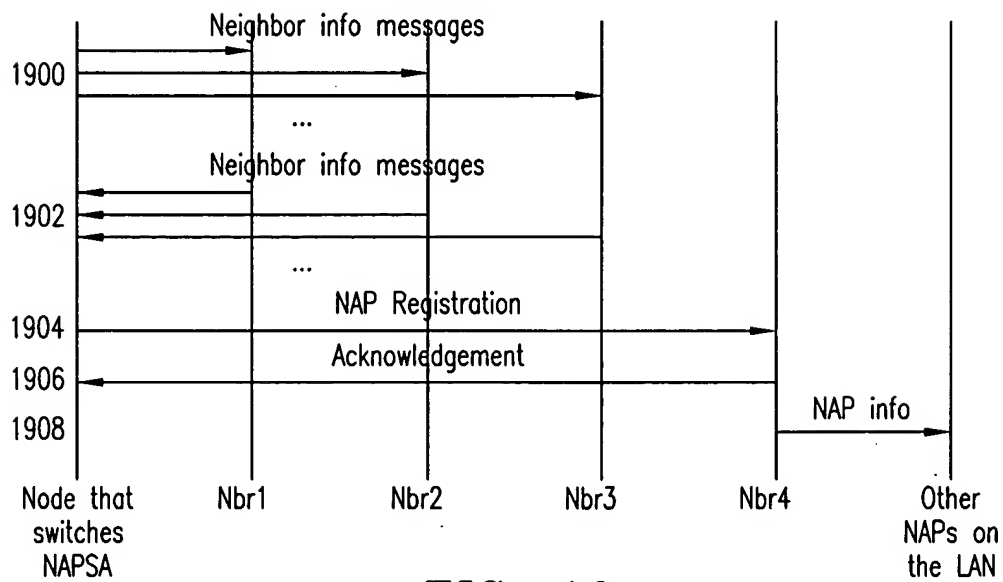 Neighbor info messages
1900
...
Neighbor info messages
1902
...
NAP Registration
1904
Acknowledgement
1906
NAP info
1908
Node that switches NAPSA
Nbr1
Nbr2
Nbr3
Nbr4
Other NAPs on the LAN